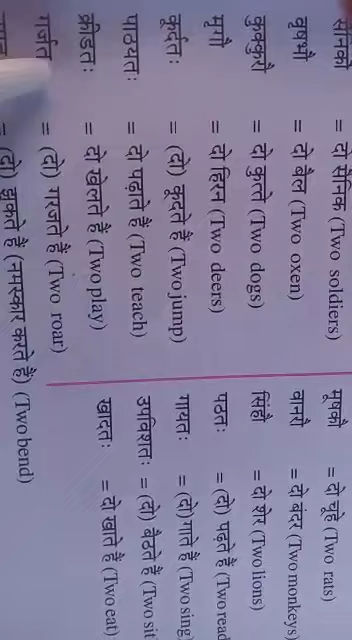 सैनिकौ = दो सैनिक (Two soldiers)
वृषभौ = दो बैल (Two oxen)
कुक्कुरौ = दो कुत्ते (Two dogs)
मृगौ = दो हिरन (Two deers)
कूर्दतः = (दो) कूदते हैं (Two jump)
पाठयतः = दो पढ़ाते हैं (Two teach)
क्रीडतः = दो खेलते हैं (Two play)
गर्जतः = (दो) गरजते हैं (Two roar)
= (दो) झुकते हैं (नमस्कार करते हैं) (Two bend)
मूषकौ = दो चूहे (Two rats)
वानरौ = दो बंदर (Two monkeys)
सिंहौ = दो शेर (Two lions)
पठतः = (दो) पढ़ते हैं (Two read
गायतः = (दो) गाते हैं (Two sing
उपविशतः = (दो) बैठते हैं (Two sit
खादतः = दो खाते हैं (Two eat)